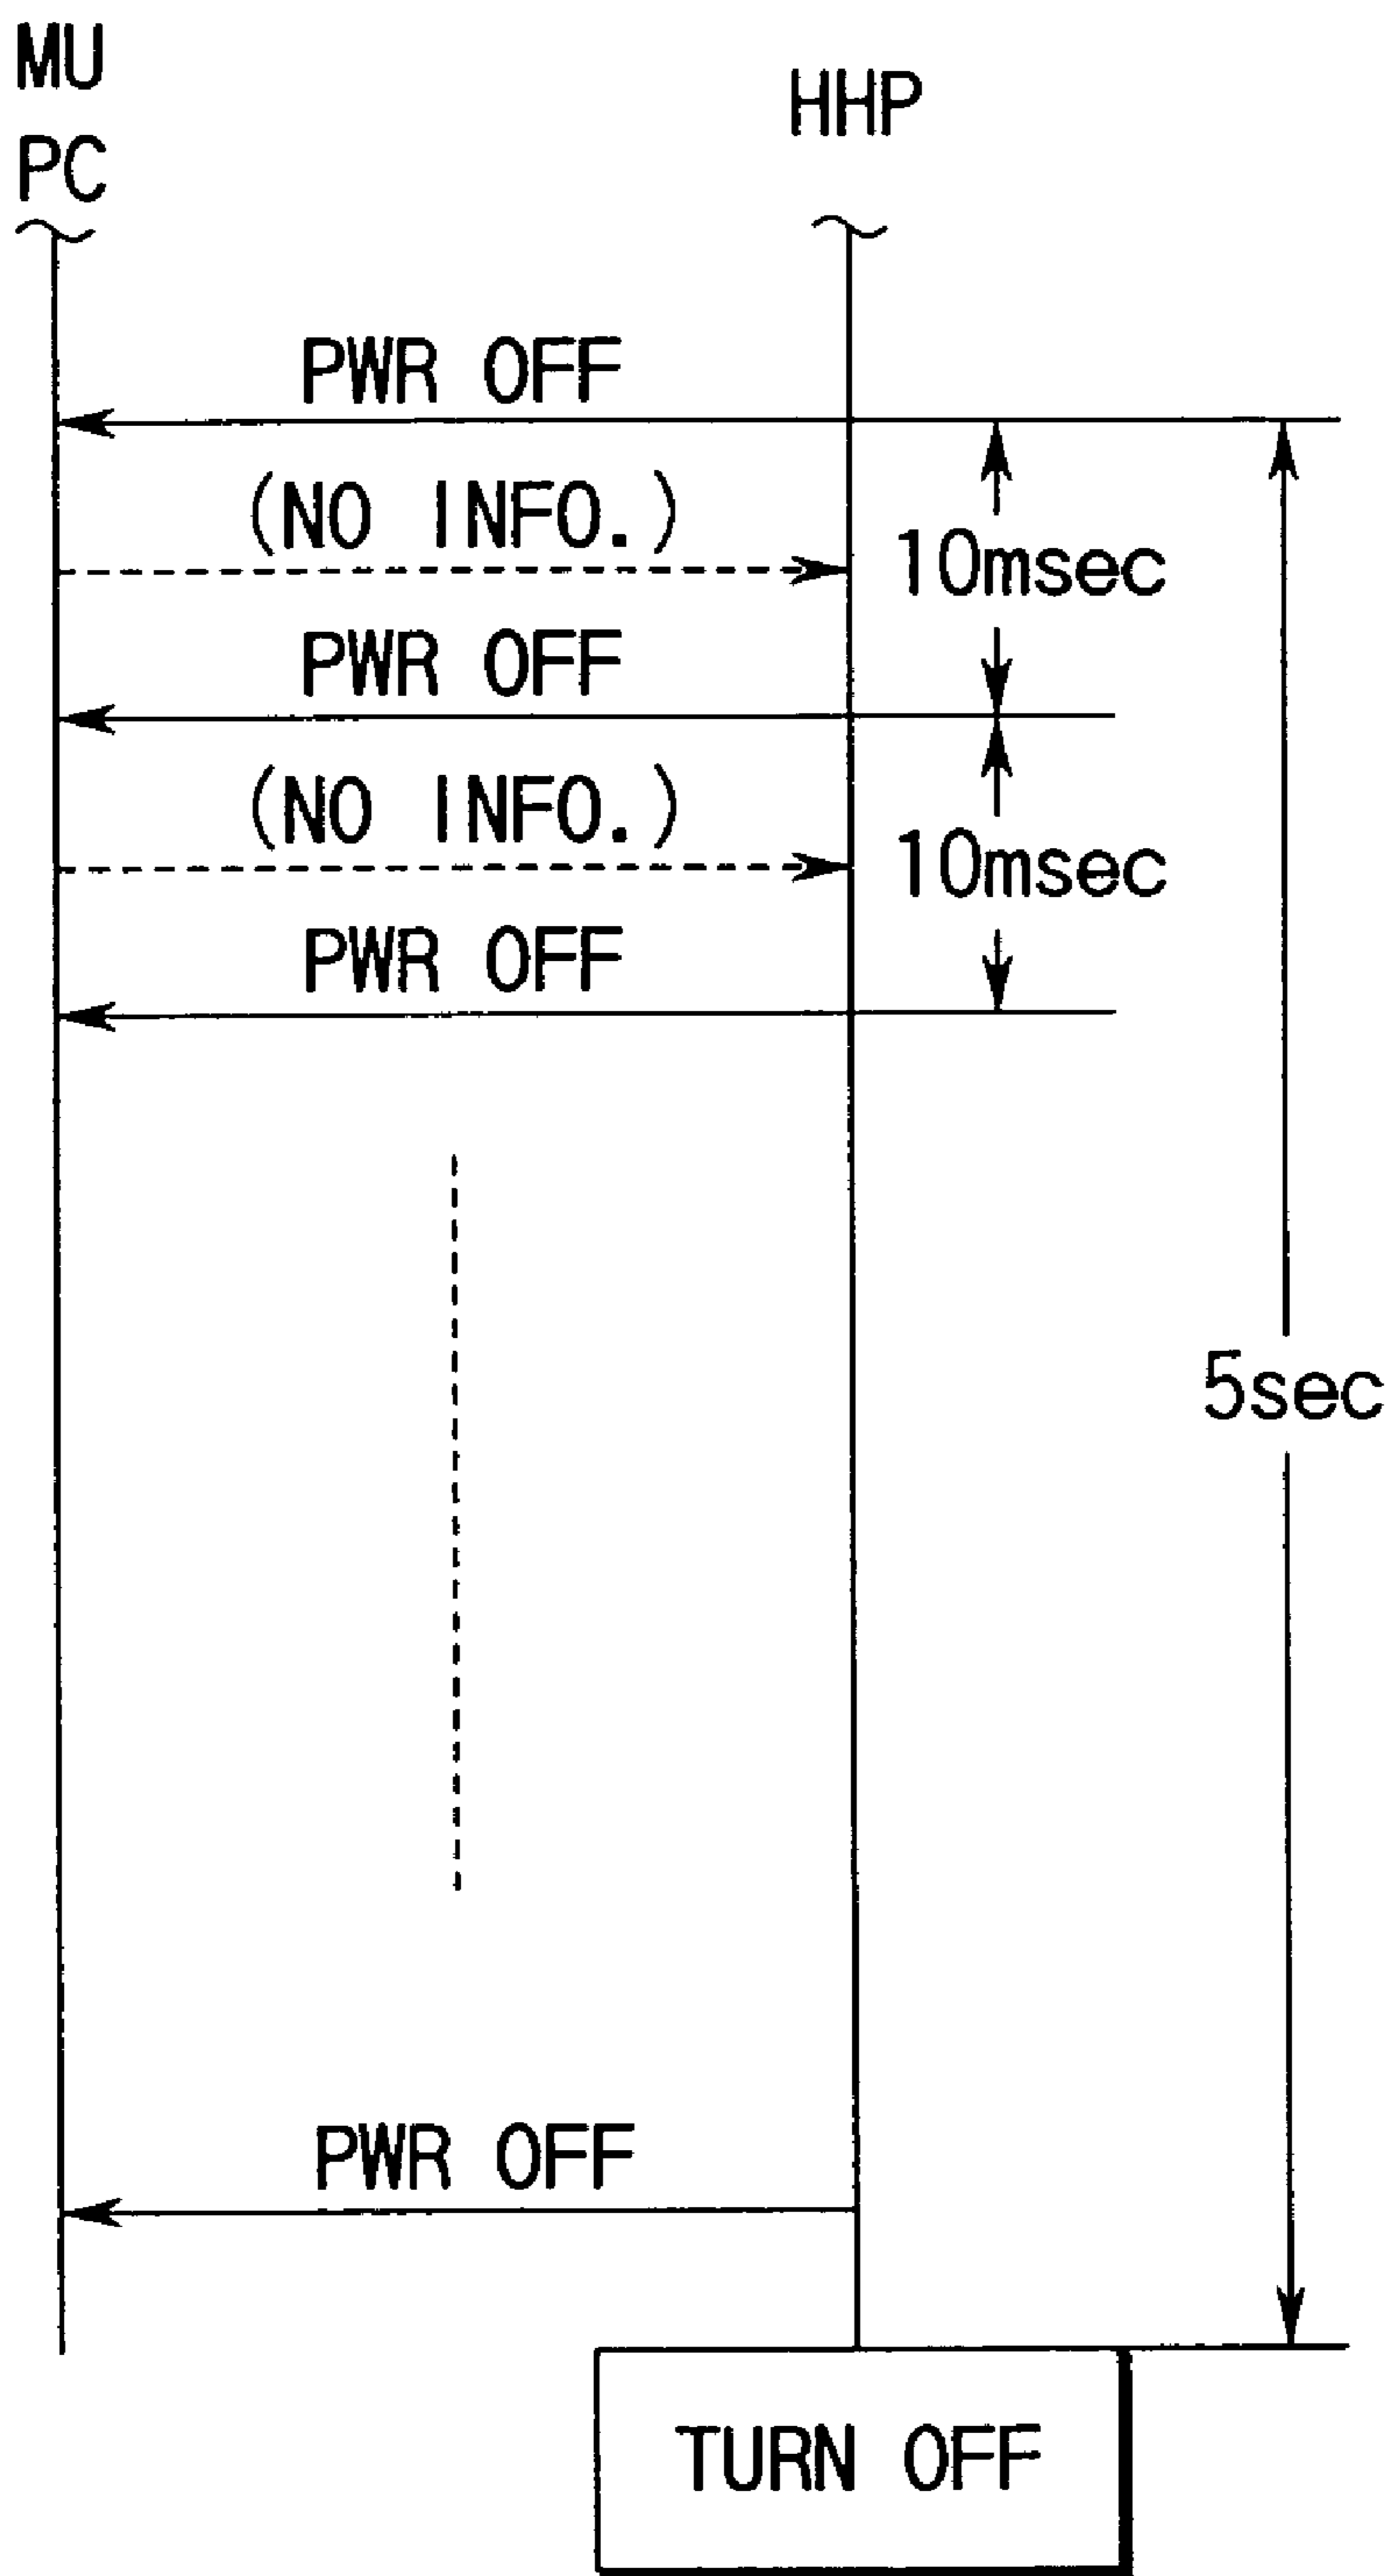 MU
PC
HHP
PWR OFF
(NO INFO.)
10msec
PWR OFF
(NO INFO.)
10msec
PWR OFF
5sec
PWR OFF
TURN OFF